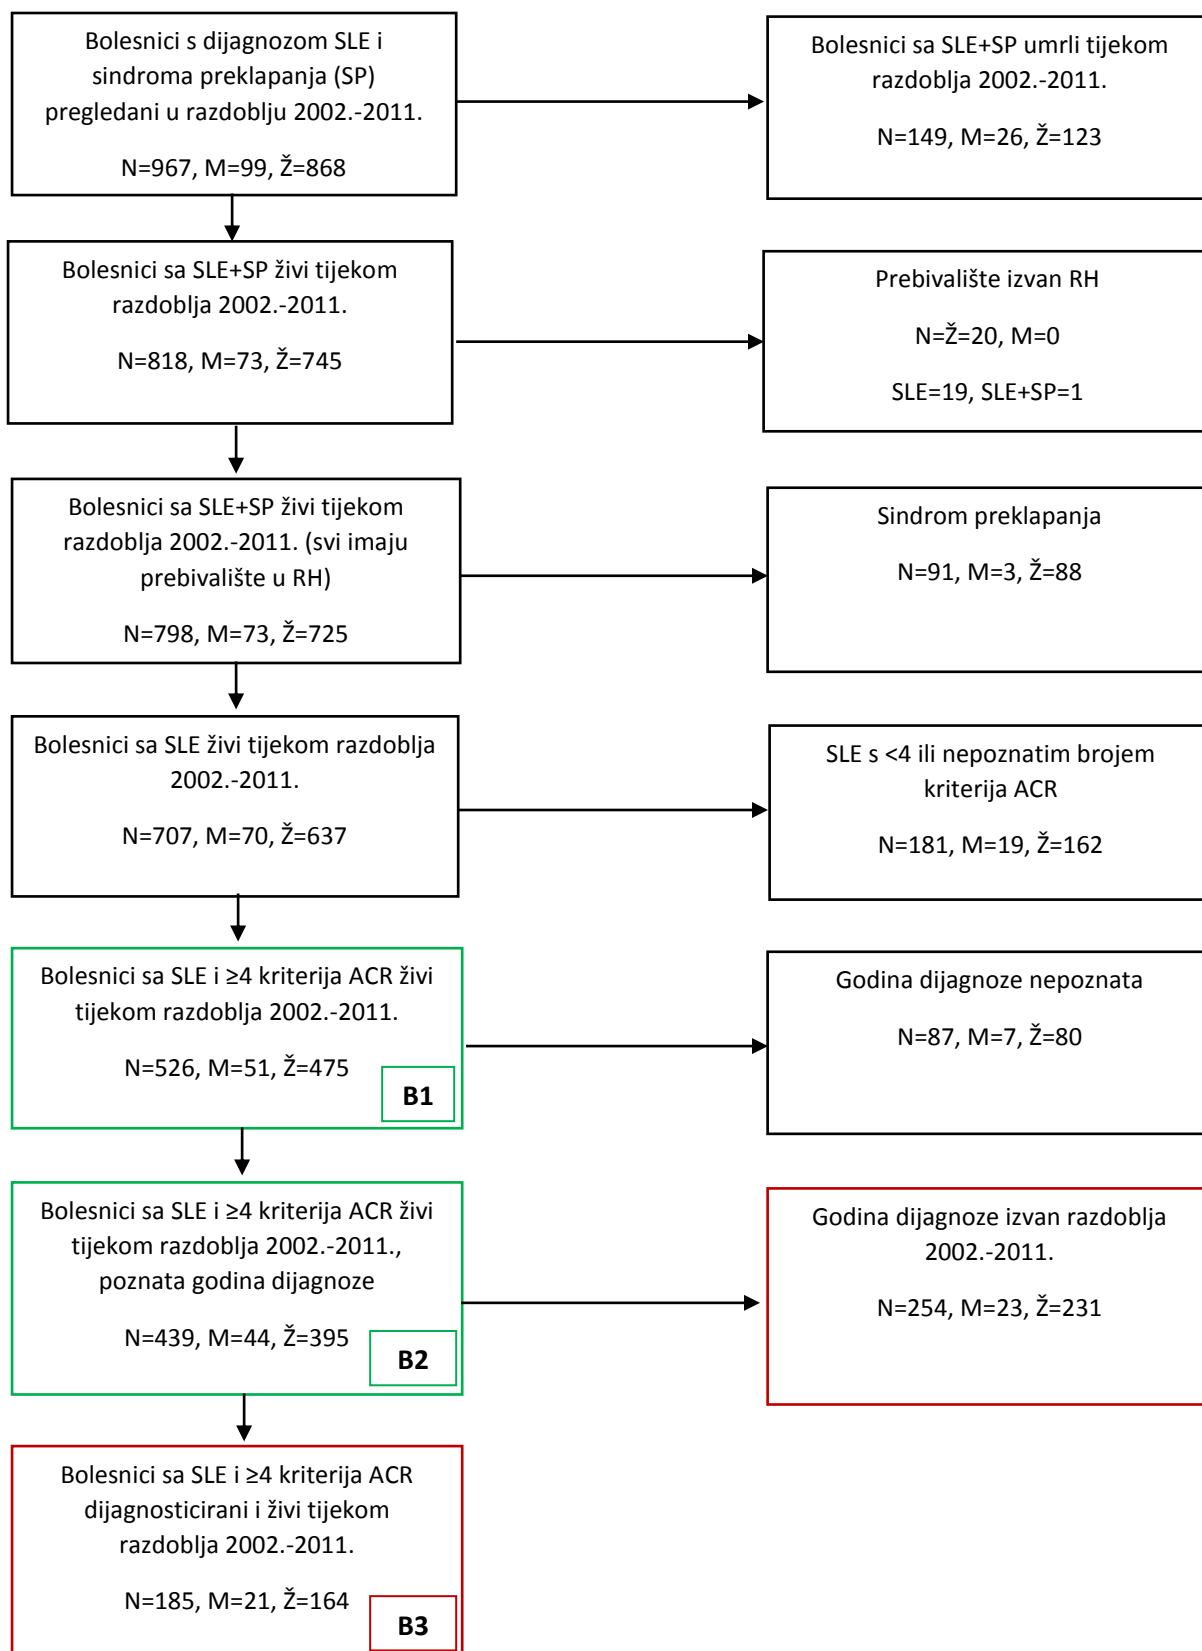 Bolesnici s dijagnozom SLE i
sindroma preklapanja (SP)
pregledani u razdoblju 2002.-2011.
N=967, M=99, Ž=868
Bolesnici sa SLE+SP umrli tijekom
razdoblja 2002.-2011.
N=149, M=26, Ž=123
Bolesnici sa SLE+SP živi tijekom
razdoblja 2002.-2011.
N=818, M=73, Ž=745
Prebivalište izvan RH
N=Ž=20, M=0
SLE=19, SLE+SP=1
Bolesnici sa SLE+SP živi tijekom
razdoblja 2002.-2011. (svi imaju
prebivalište u RH)
N=798, M=73, Ž=725
Sindrom preklapanja
N=91, M=3, Ž=88
Bolesnici sa SLE živi tijekom razdoblja
2002.-2011.
N=707, M=70, Ž=637
SLE s <4 ili nepoznatim brojem
kriterija ACR
N=181, M=19, Ž=162
Bolesnici sa SLE i ≥4 kriterija ACR živi
tijekom razdoblja 2002.-2011.
N=526, M=51, Ž=475
B1
Godina dijagnoze nepoznata
N=87, M=7, Ž=80
Bolesnici sa SLE i ≥4 kriterija ACR živi
tijekom razdoblja 2002.-2011.,
poznata godina dijagnoze
N=439, M=44, Ž=395
B2
Godina dijagnoze izvan razdoblja
2002.-2011.
N=254, M=23, Ž=231
Bolesnici sa SLE i ≥4 kriterija ACR
dijagnosticirani i živi tijekom
razdoblja 2002.-2011.
N=185, M=21, Ž=164
B3